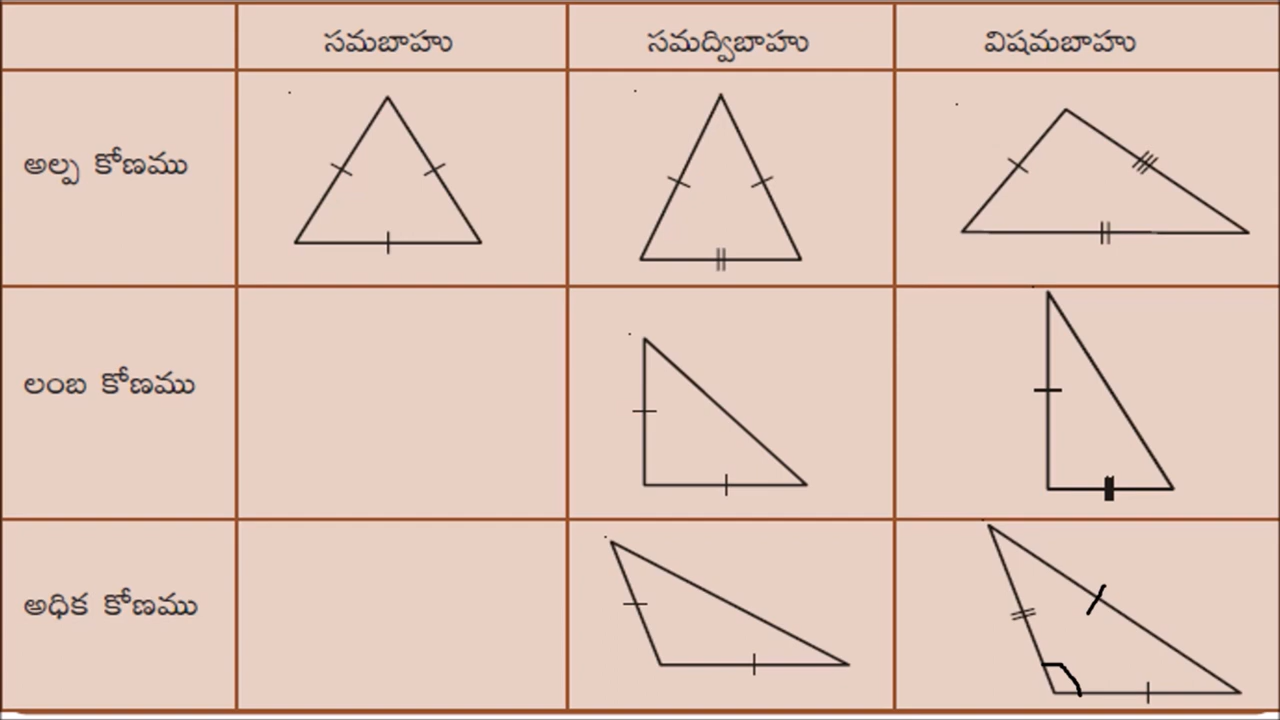 సమబాహు సమద్విబాహు విషమబాహు
అల్ప కోణము
లంబ కోణము
అధిక కోణము